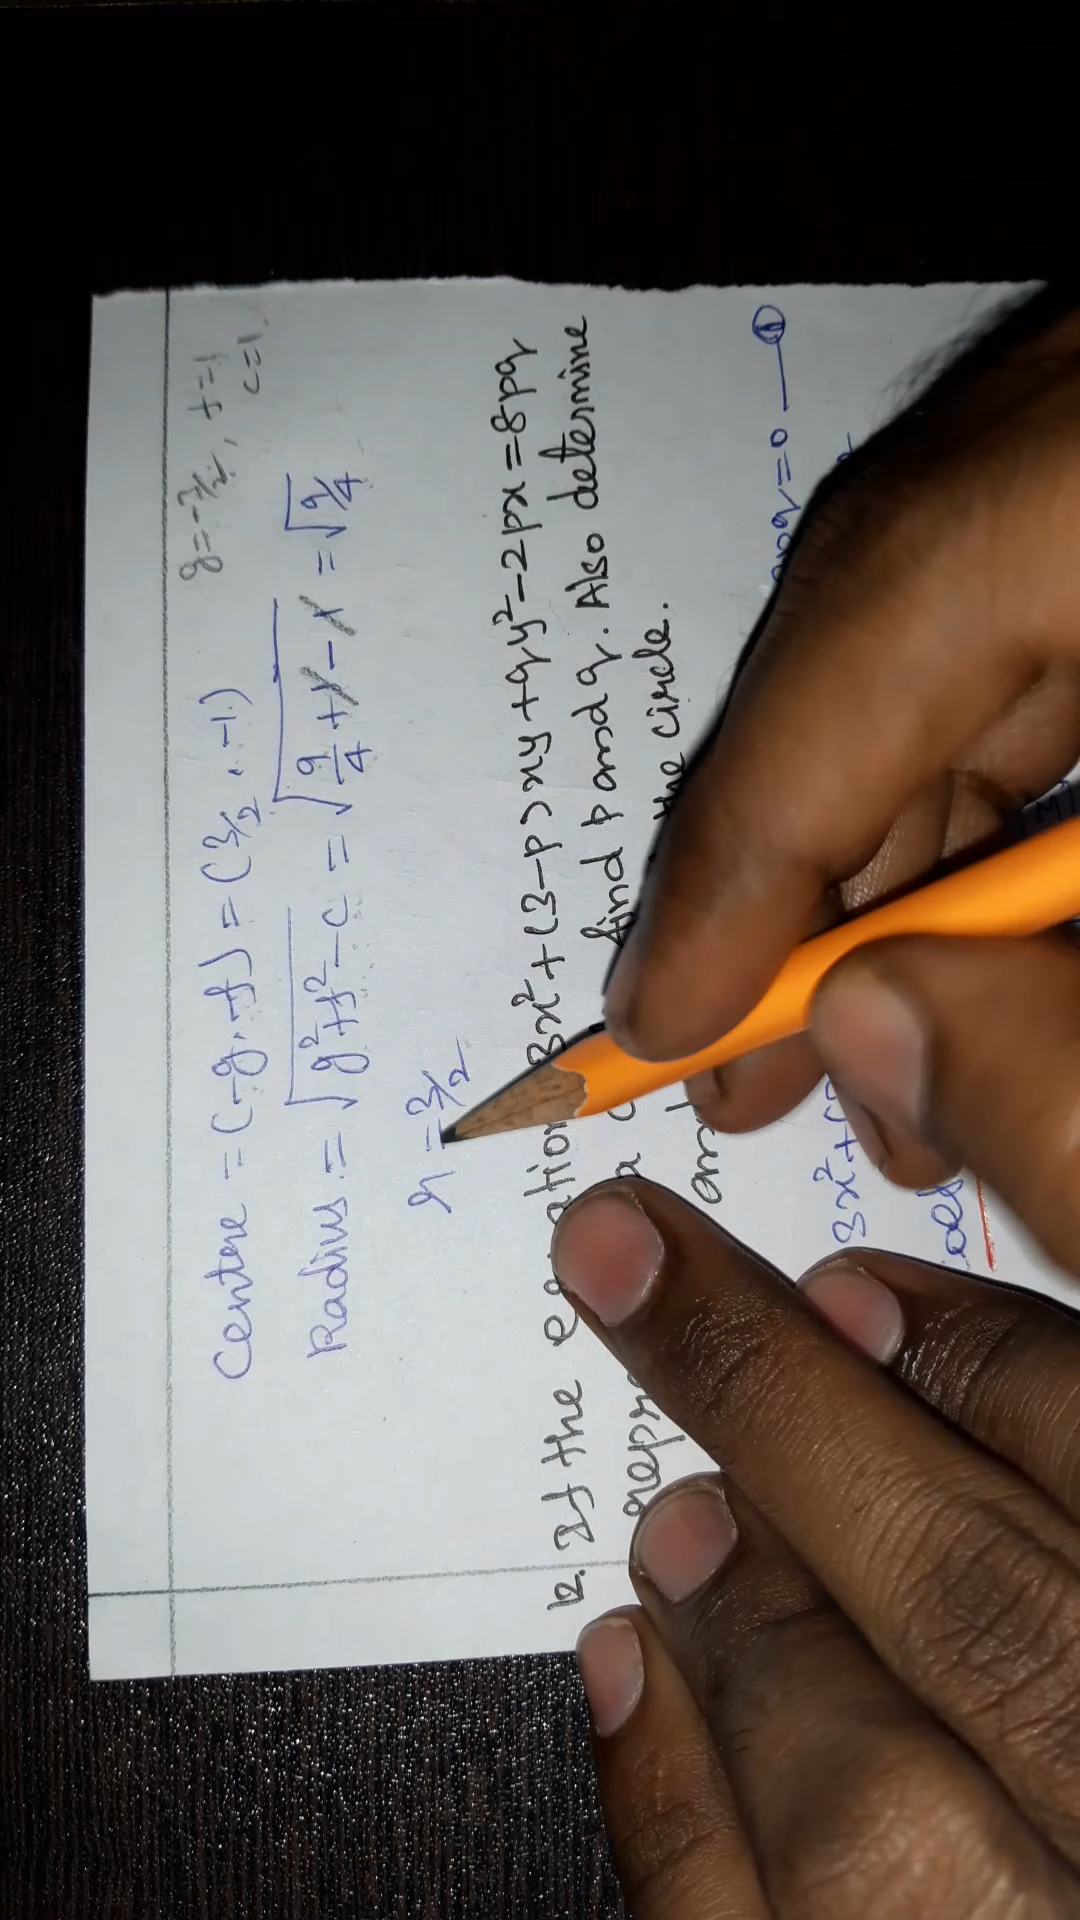 g=-3/2, f=1
c=1.
Centre = (-g,-f) = (3/2, -1)
Radius = √g²+f²-c = √9/4+1-1 = √9/4
r = 3/2
12. If the equation 3x²+(3-p)xy+qy²-2px=8pq
a find p and q. Also determine
and the circle.
pq=0 — ①
3x²+